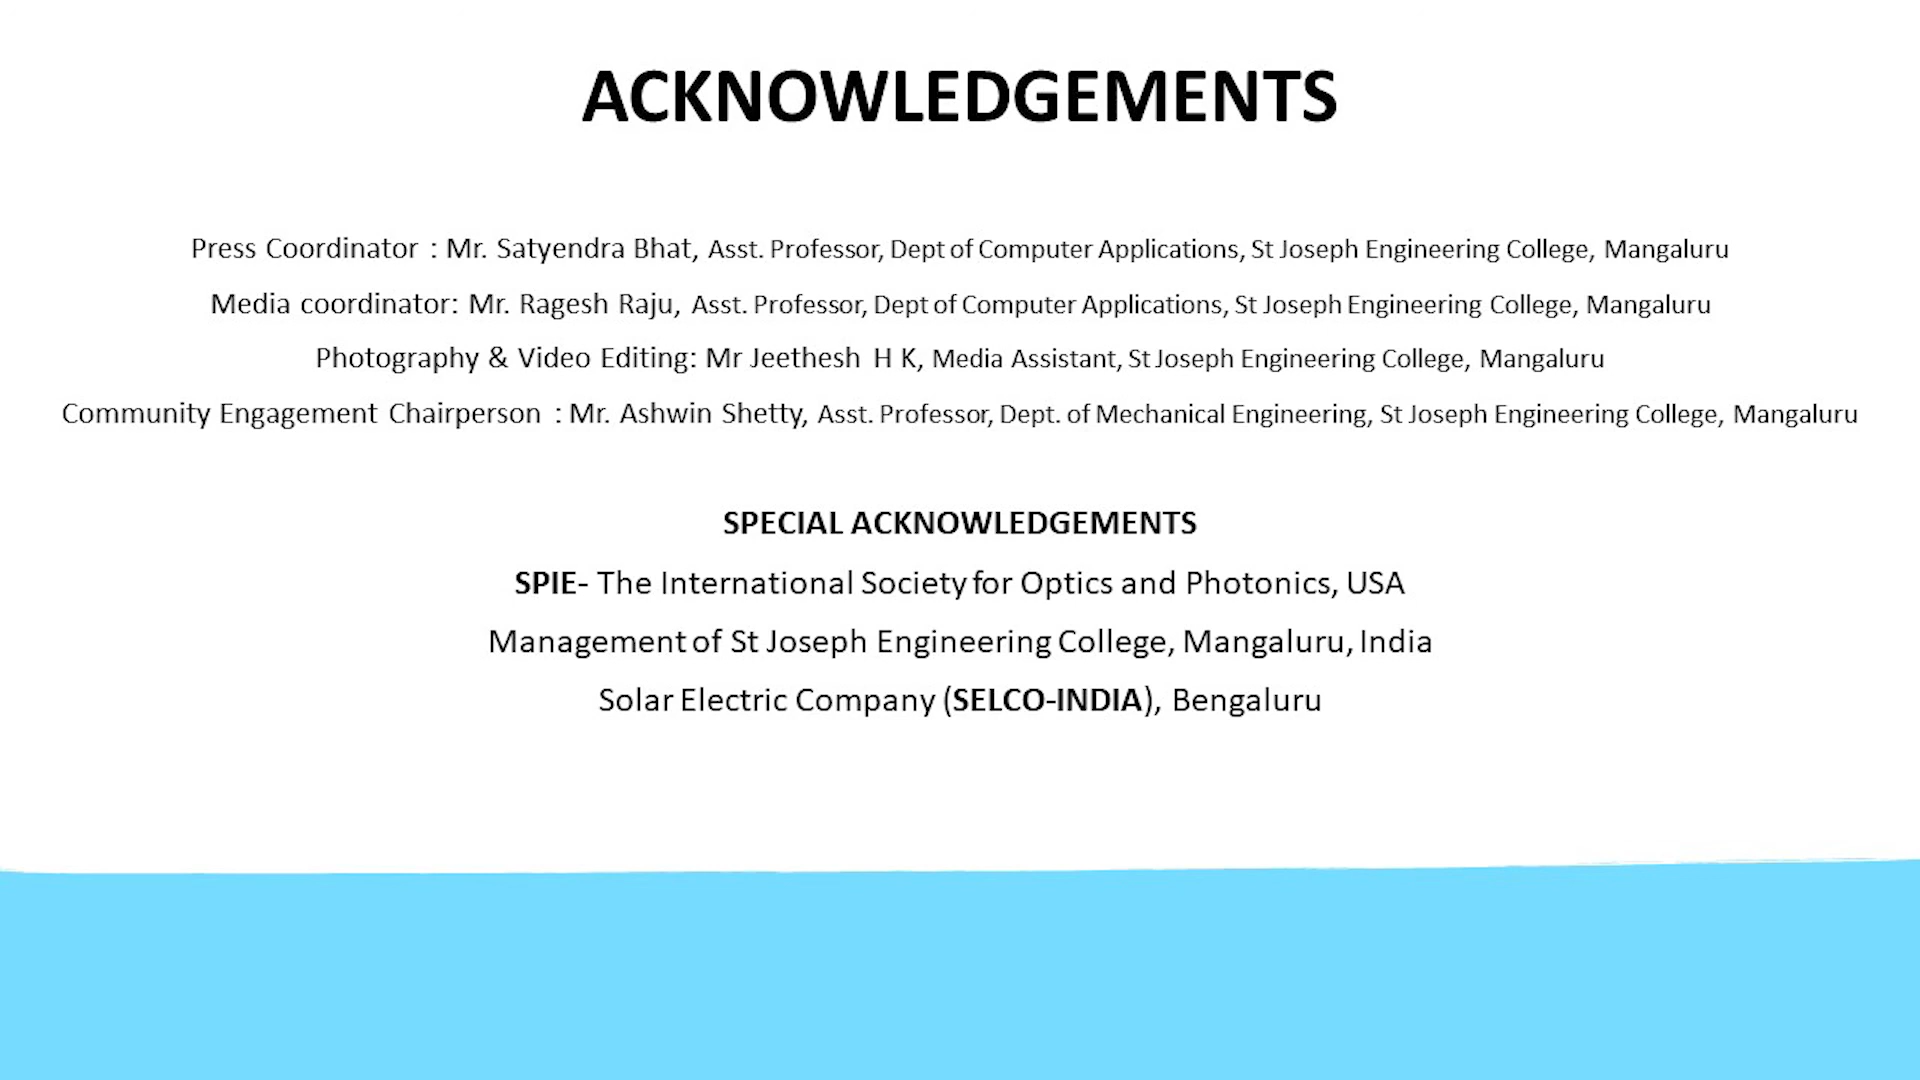 ACKNOWLEDGEMENTS
Press Coordinator : Mr. Satyendra Bhat, Asst. Professor, Dept of Computer Applications, St Joseph Engineering College, Mangaluru
Media coordinator: Mr. Ragesh Raju, Asst. Professor, Dept of Computer Applications, St Joseph Engineering College, Mangaluru
Photography & Video Editing: Mr Jeethesh H K, Media Assistant, St Joseph Engineering College, Mangaluru
Community Engagement Chairperson : Mr. Ashwin Shetty, Asst. Professor, Dept. of Mechanical Engineering, St Joseph Engineering College, Mangaluru
SPECIAL ACKNOWLEDGEMENTS
SPIE- The International Society for Optics and Photonics, USA
Management of St Joseph Engineering College, Mangaluru, India
Solar Electric Company (SELCO-INDIA), Bengaluru